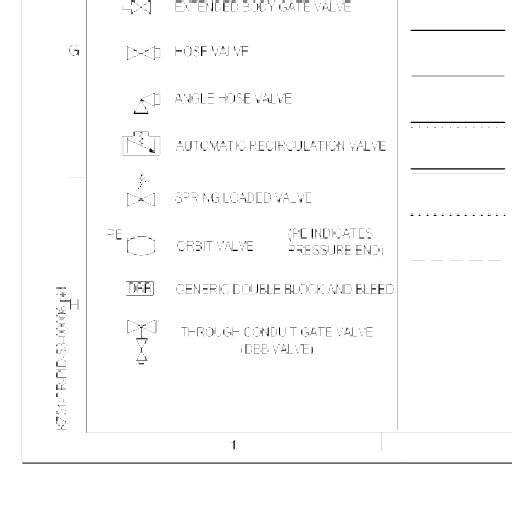 EXTENDED BODY GATE VALVE
G
HOSE VALVE
ANGLE HOSE VALVE
AUTOMATIC RECIRCULATION VALVE
SPRING LOADED VALVE
PE
ORBIT VALVE
(PE INDICATES
PRESSURE END)
DBB
GENERIC DOUBLE BLOCK AND BLEED
H
THROUGH CONDUIT GATE VALVE
(DBB VALVE)
1